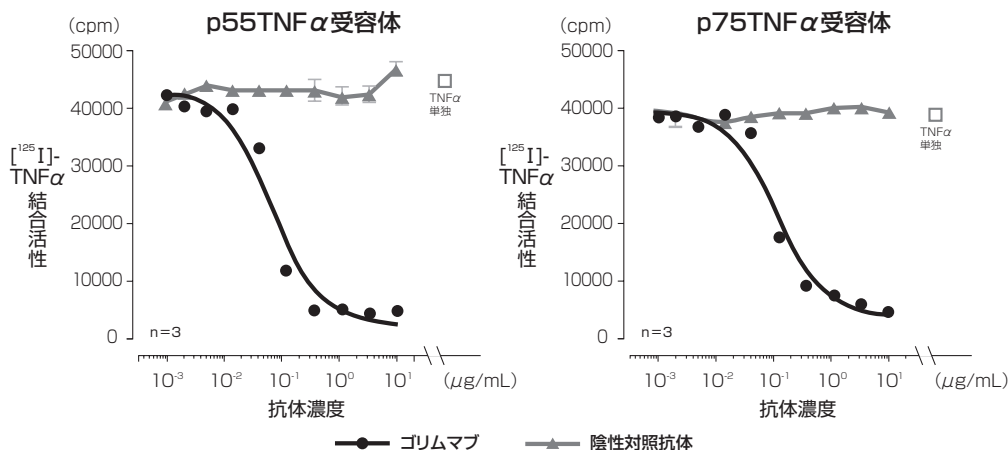 p55TNFα受容体
(cpm)
50000
40000
30000
20000
10000
0
[¹²⁵I]-
TNFα
結合活性
TNFα
単独
n=3
10⁻³ 10⁻² 10⁻¹ 10⁰ 10¹ (μg/mL)
抗体濃度
p75TNFα受容体
(cpm)
50000
40000
30000
20000
10000
0
[¹²⁵I]-
TNFα
結合活性
TNFα
単独
n=3
10⁻³ 10⁻² 10⁻¹ 10⁰ 10¹ (μg/mL)
抗体濃度
ゴリムマブ 陰性対照抗体